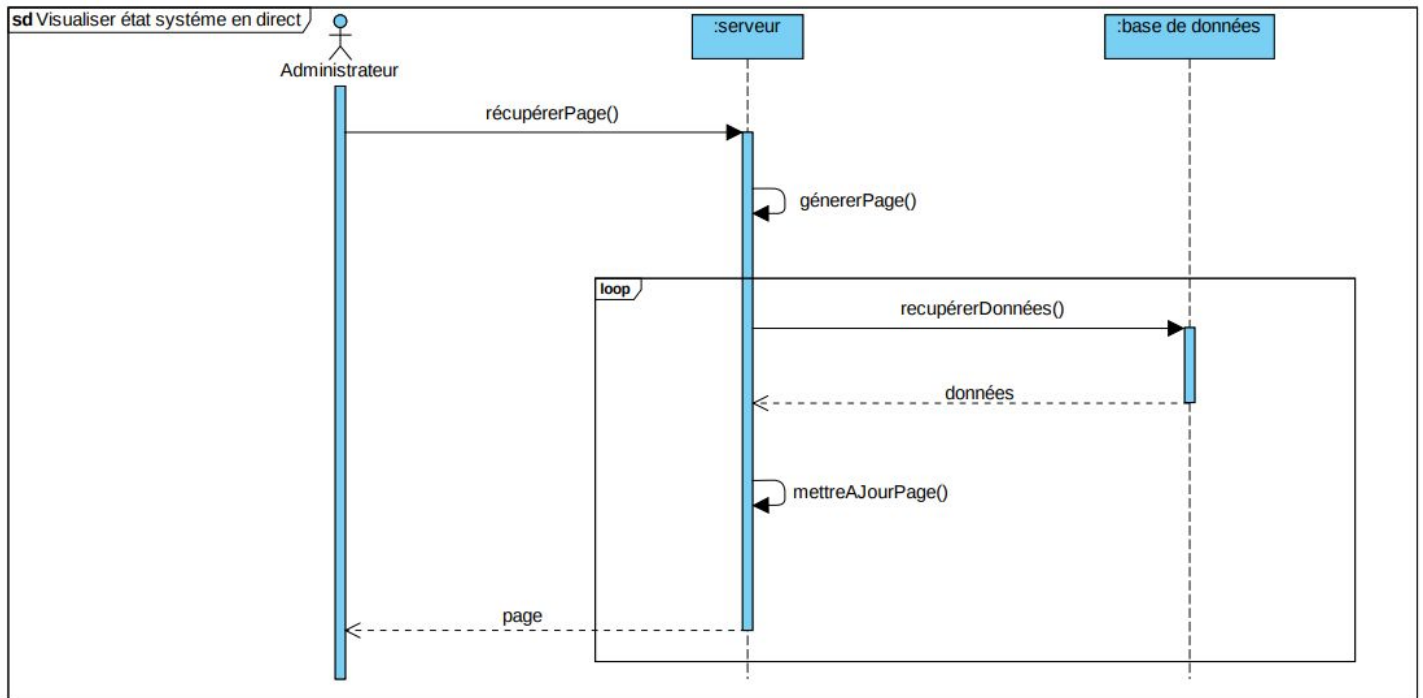 sd Visualiser état systéme en direct
:serveur
:base de données
Administrateur
récupérerPage()
génererPage()
loop
recupérerDonnées()
données
mettreAJourPage()
page